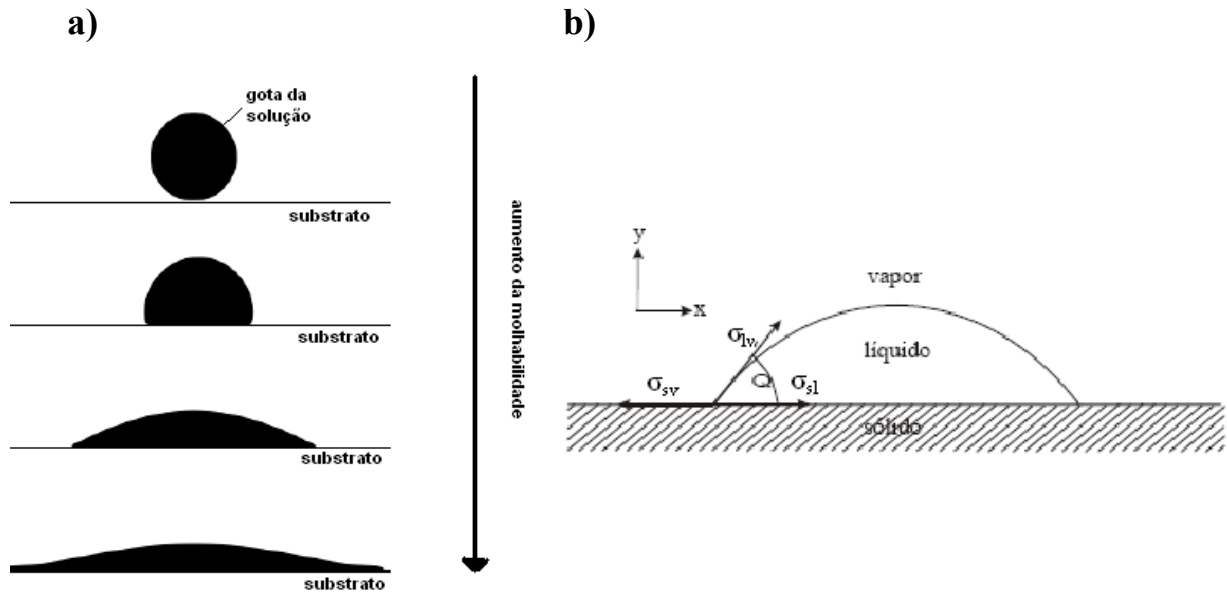 a)
gota da
solução
substrato
substrato
substrato
substrato
aumento da molhabilidade
b)
y
x
vapor
líquido
σlv
σsv
σsl
sólido